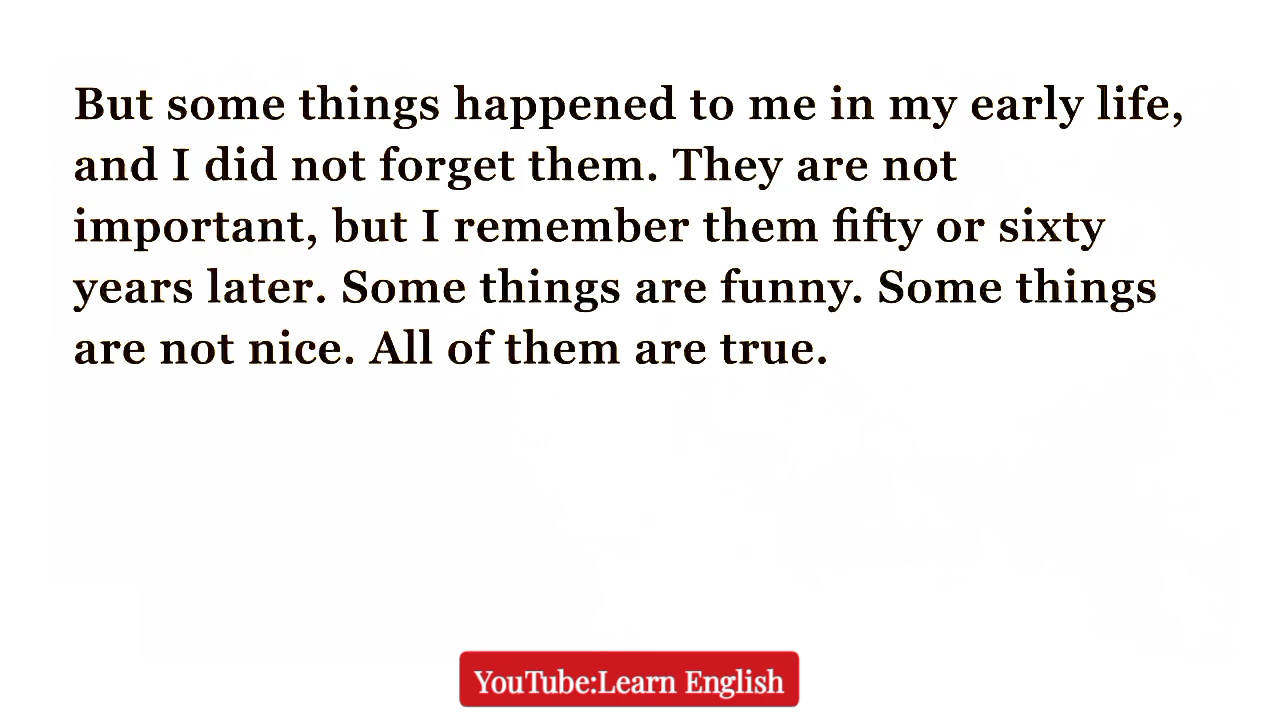 But some things happened to me in my early life,
and I did not forget them. They are not
important, but I remember them fifty or sixty
years later. Some things are funny. Some things
are not nice. All of them are true.
YouTube:Learn English